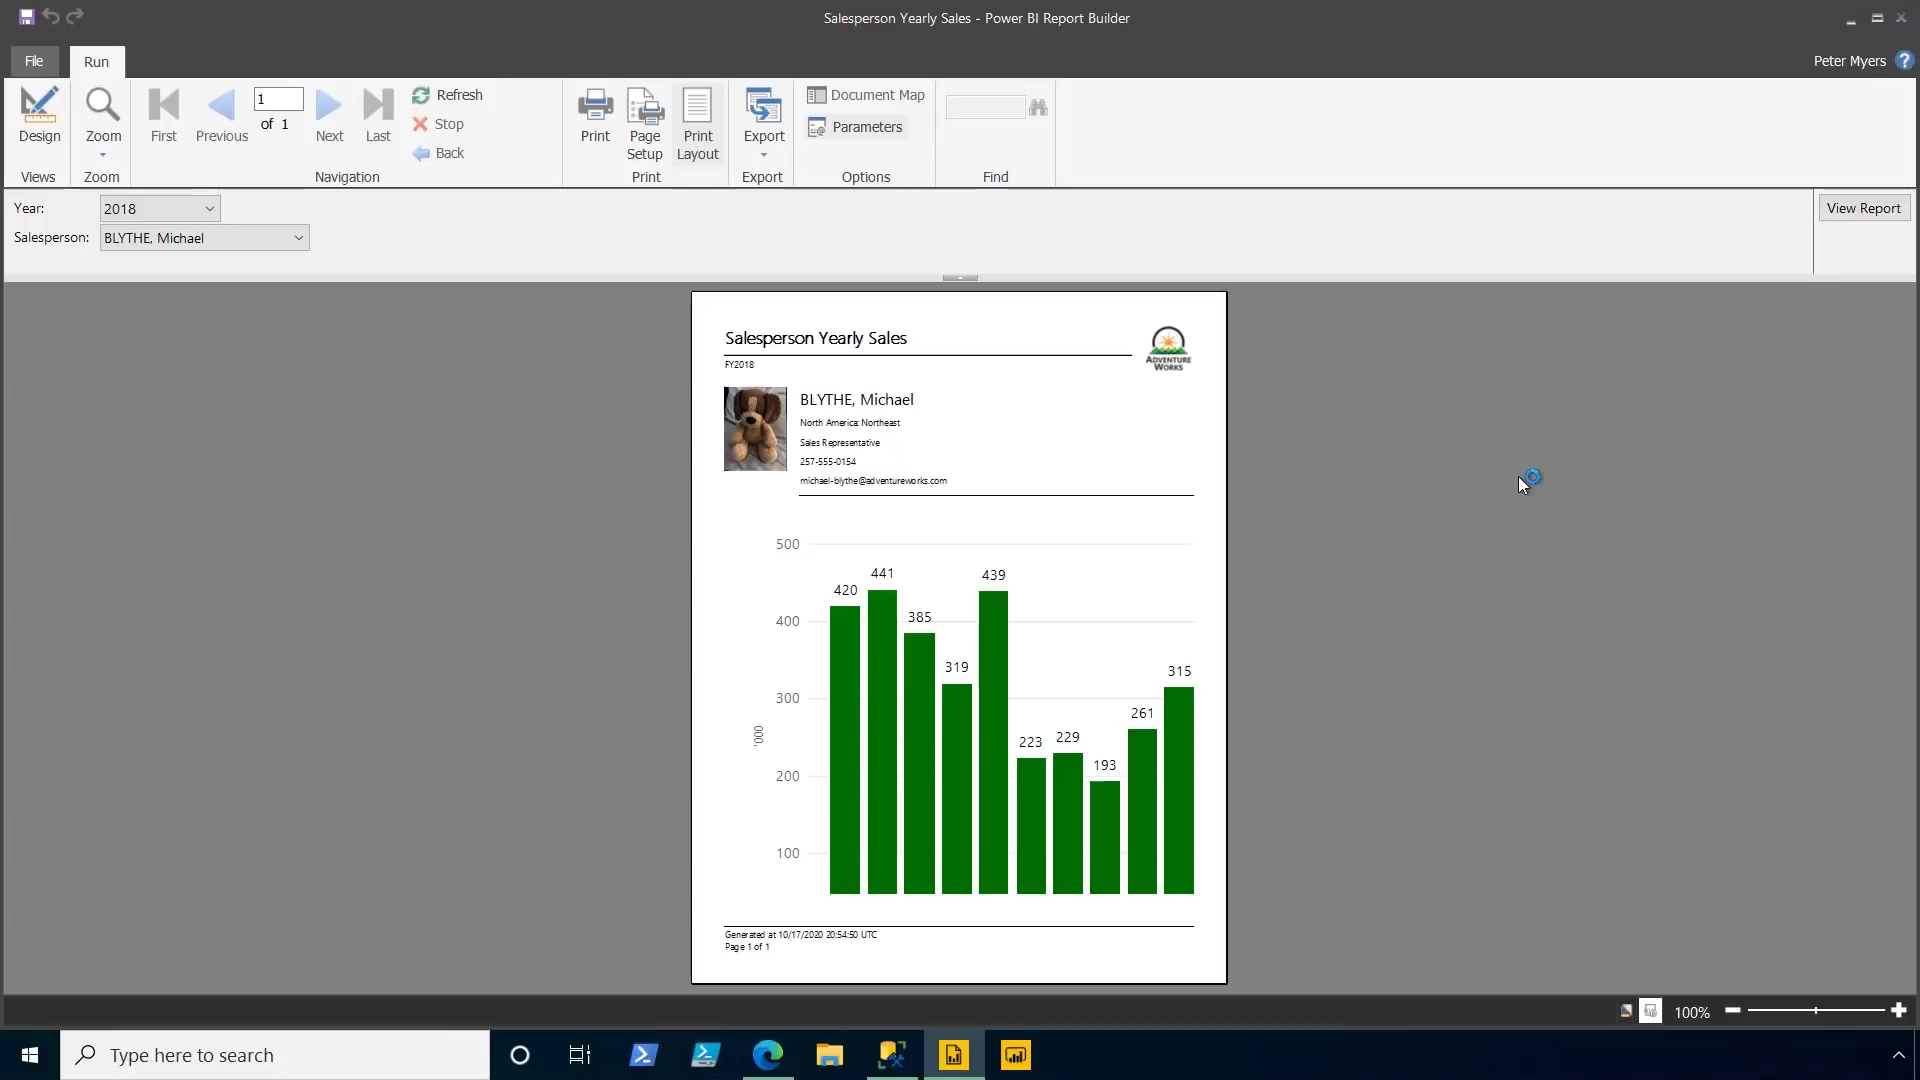 Salesperson Yearly Sales - Power BI Report Builder
File
Run
Peter Myers
?
Design
Zoom
First
Previous
1
of 1
Next
Last
Refresh
Stop
Back
Print
Page
Setup
Print
Layout
Export
Document Map
Parameters
Views
Zoom
Navigation
Print
Export
Options
Find
Year:
2018
View Report
Salesperson:
BLYTHE, Michael
Salesperson Yearly Sales
ADVENTURE
WORKS
FY2018
BLYTHE, Michael
North America: Northeast
Sales Representative
257-555-0154
michael-blythe@adventureworks.com
500
400
300
200
100
'000
420
441
385
319
439
223
229
193
261
315
Generated at 10/17/2020 20:54:50 UTC
Page 1 of 1
100%
Type here to search